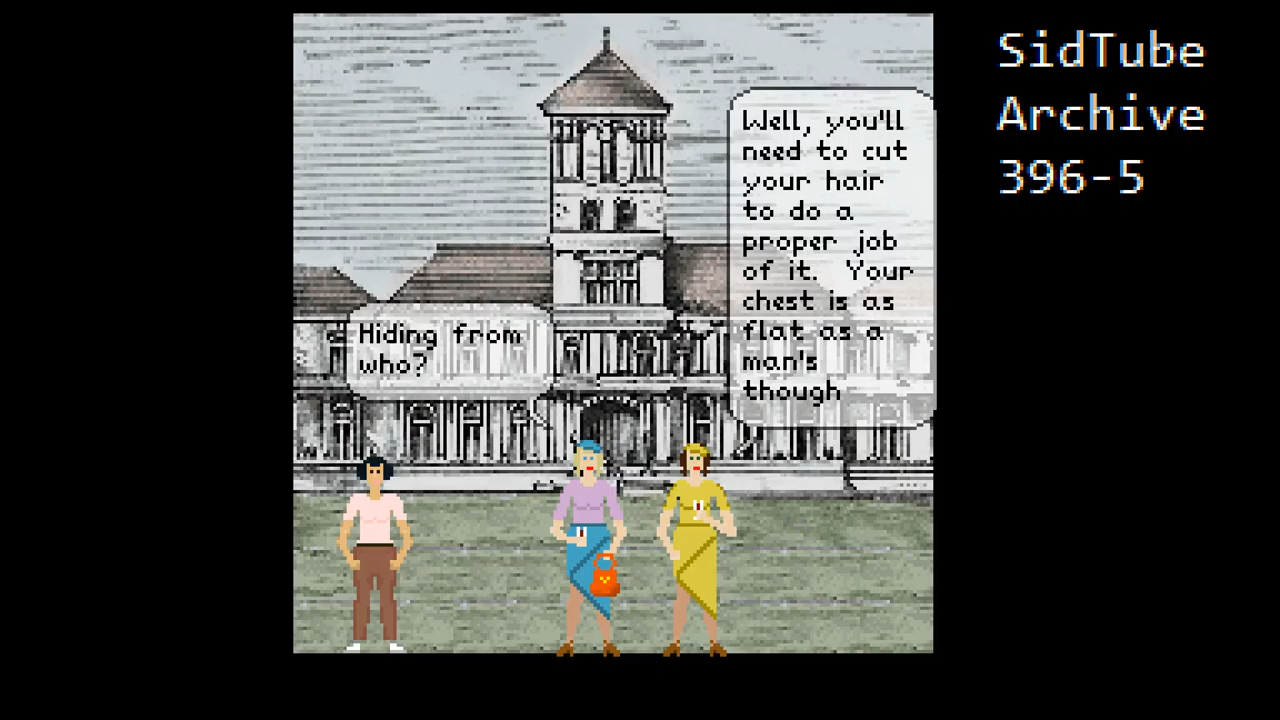 SidTube
Archive
396-5
Well, you'll
need to cut
your hair
to do a
proper job
of it.  Your
chest is as
flat as a
man's
though
Hiding from
who?